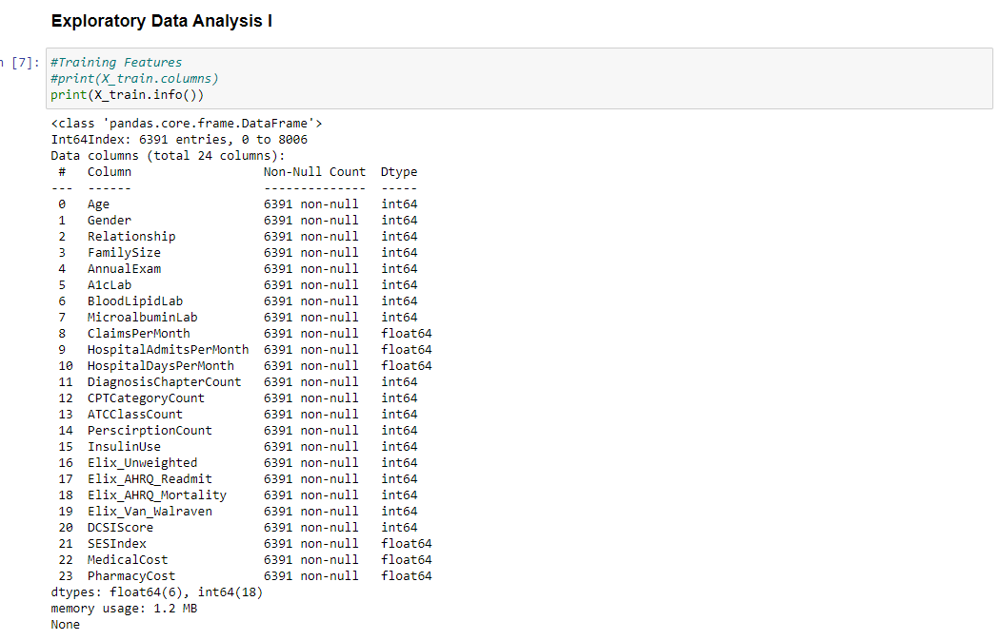 Exploratory Data Analysis I
n [7]:
#Training Features
#print(X_train.columns)
print(X_train.info())
<class 'pandas.core.frame.DataFrame'>
Int64Index: 6391 entries, 0 to 8006
Data columns (total 24 columns):
 #   Column                  Non-Null Count  Dtype
---  ------                  --------------  -----
 0   Age                     6391 non-null   int64
 1   Gender                  6391 non-null   int64
 2   Relationship            6391 non-null   int64
 3   FamilySize              6391 non-null   int64
 4   AnnualExam              6391 non-null   int64
 5   A1cLab                  6391 non-null   int64
 6   BloodLipidLab           6391 non-null   int64
 7   MicroalbuminLab         6391 non-null   int64
 8   ClaimsPerMonth          6391 non-null   float64
 9   HospitalAdmitsPerMonth  6391 non-null   float64
 10  HospitalDaysPerMonth    6391 non-null   float64
 11  DiagnosisChapterCount   6391 non-null   int64
 12  CPTCategoryCount        6391 non-null   int64
 13  ATCClassCount           6391 non-null   int64
 14  PerscirptionCount       6391 non-null   int64
 15  InsulinUse              6391 non-null   int64
 16  Elix_Unweighted         6391 non-null   int64
 17  Elix_AHRQ_Readmit       6391 non-null   int64
 18  Elix_AHRQ_Mortality     6391 non-null   int64
 19  Elix_Van_Walraven       6391 non-null   int64
 20  DCSIScore               6391 non-null   int64
 21  SESIndex                6391 non-null   float64
 22  MedicalCost             6391 non-null   float64
 23  PharmacyCost            6391 non-null   float64
dtypes: float64(6), int64(18)
memory usage: 1.2 MB
None